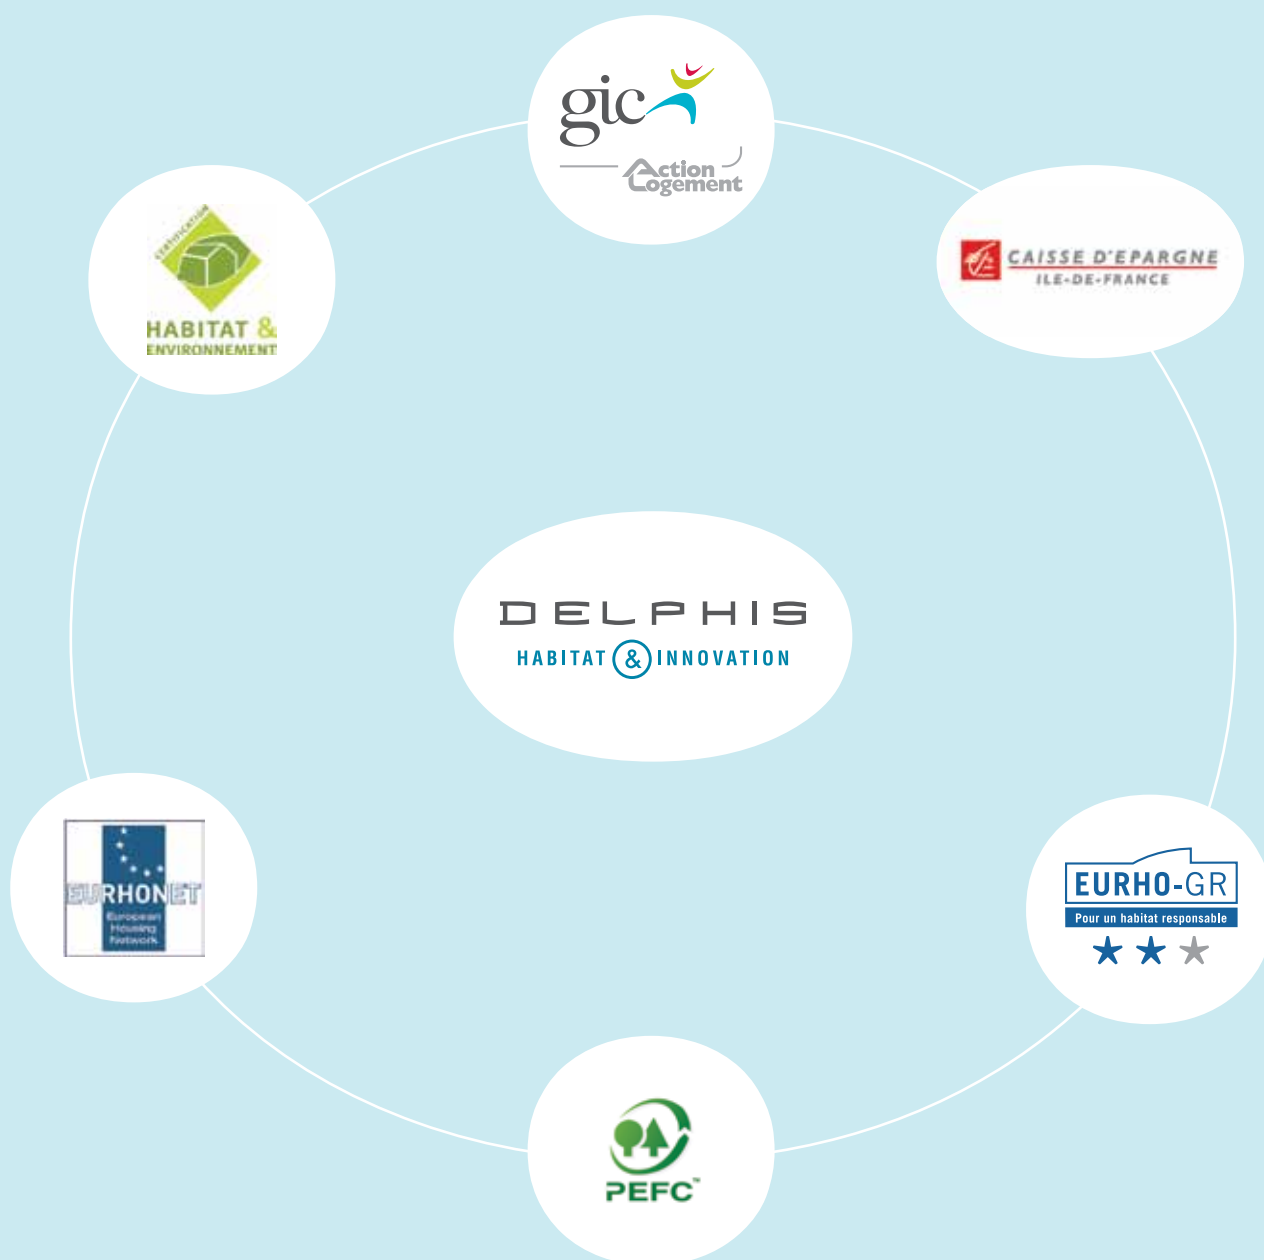 gic
Action
Logement
CERTIFICATION
HABITAT &
ENVIRONNEMENT
CAISSE D'EPARGNE
ILE-DE-FRANCE
DELPHIS
HABITAT & INNOVATION
EURHONET
European
Housing
Network
EURHO-GR
Pour un habitat responsable
PEFC™